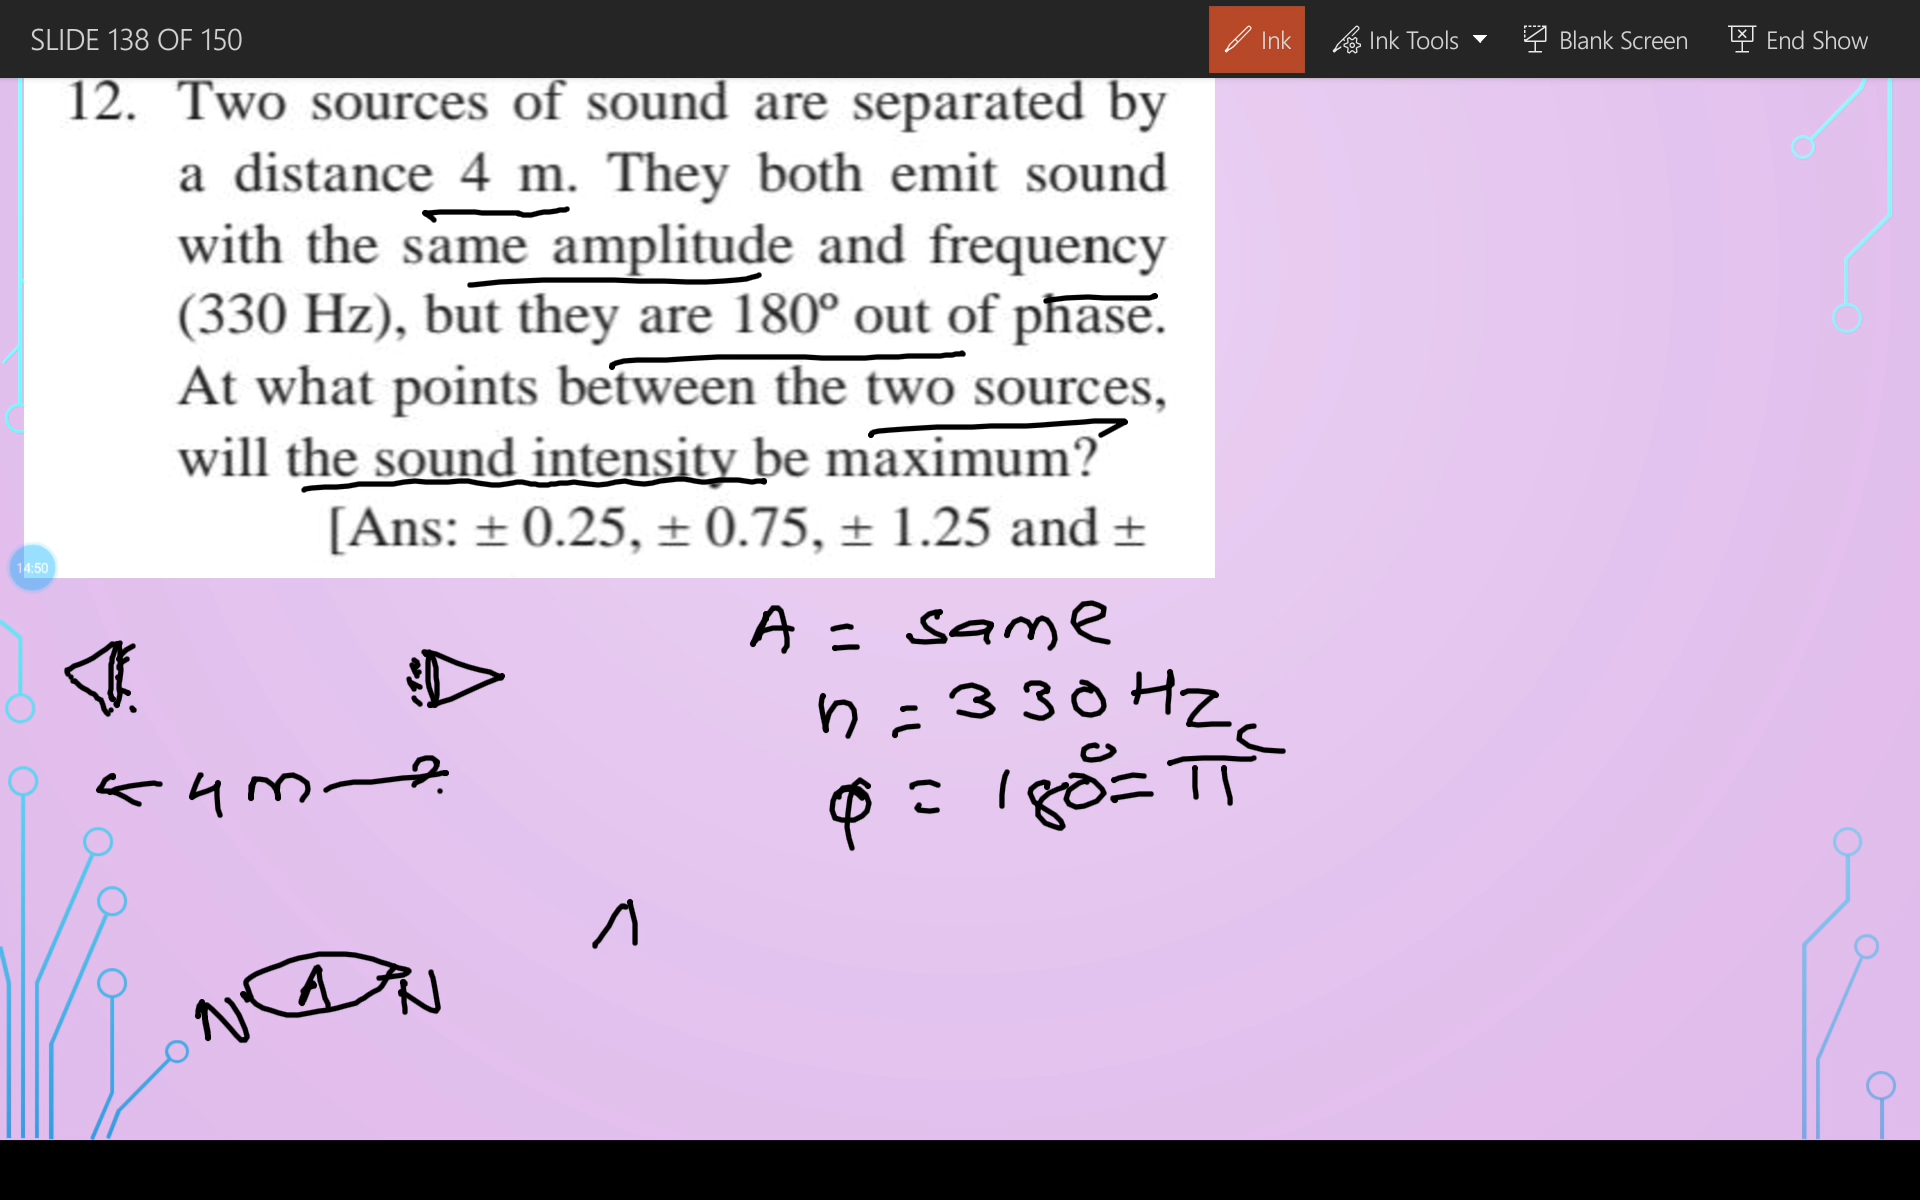 SLIDE 138 OF 150
Ink
Ink Tools
Blank Screen
End Show
12. Two sources of sound are separated by
a distance 4 m. They both emit sound
with the same amplitude and frequency
(330 Hz), but they are 180º out of phase.
At what points between the two sources,
will the sound intensity be maximum?
[Ans: ± 0.25, ± 0.75, ± 1.25 and ±
14:50
A = same
n = 330 Hz
φ = 180° = π^c
4 m
?
N A N